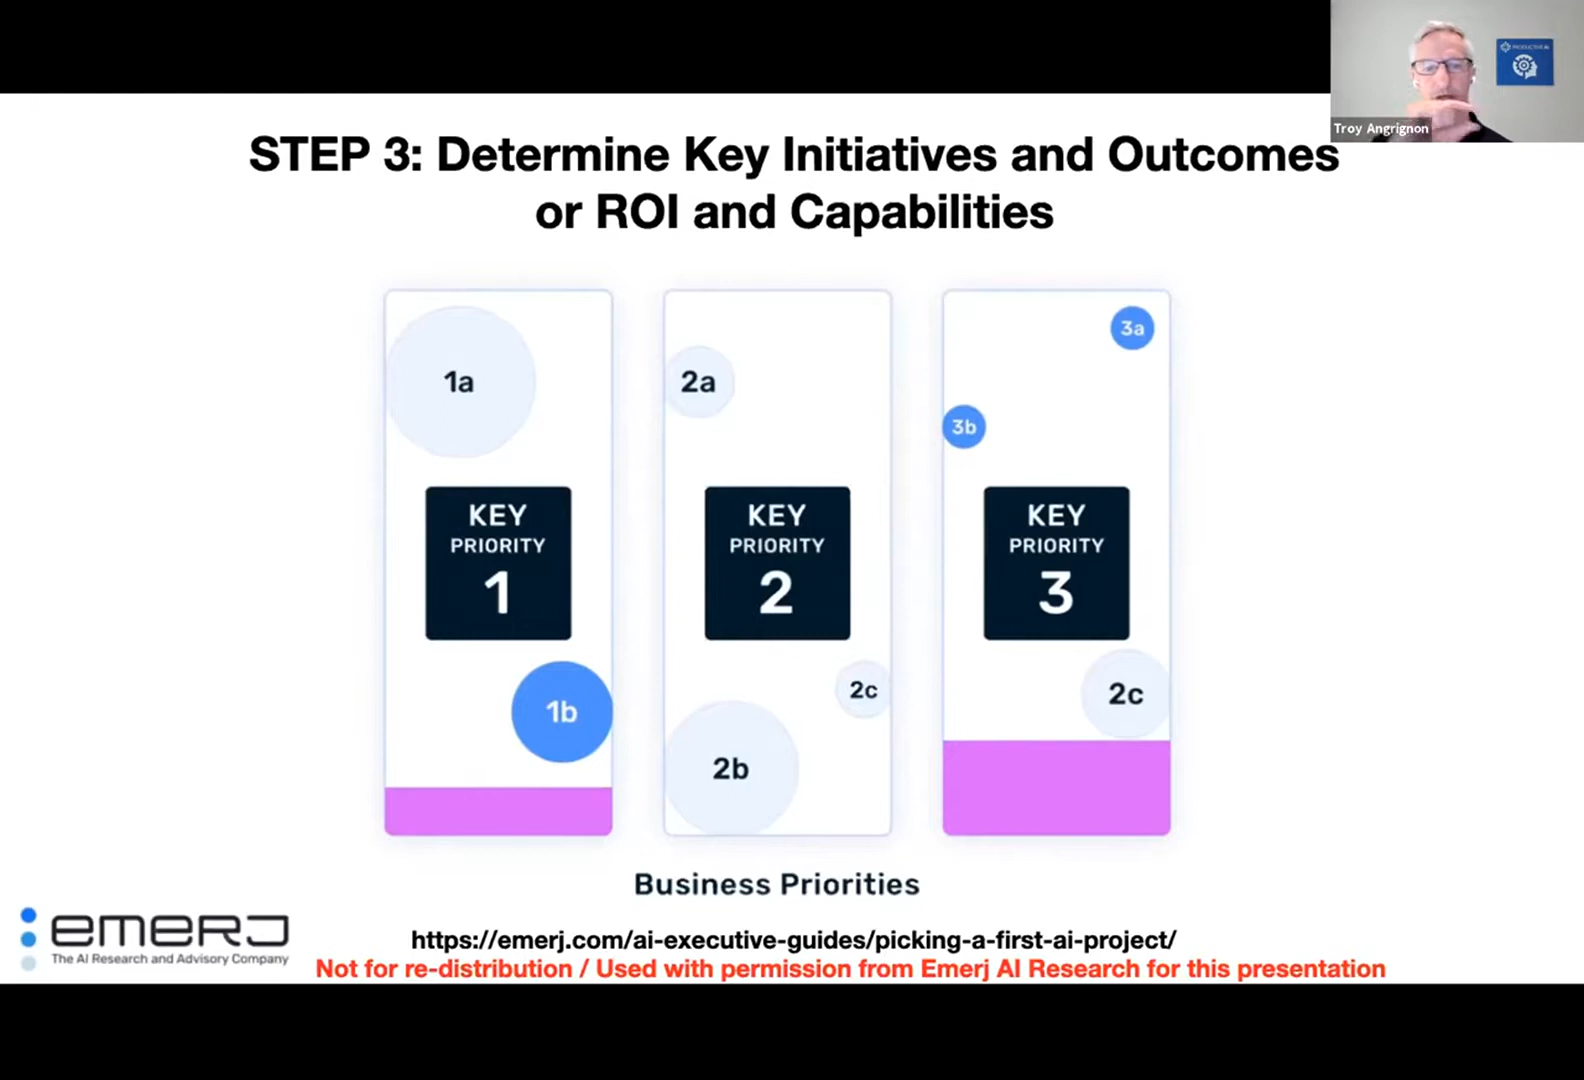 PRODUCTIVE AI
Troy Angrignon
STEP 3: Determine Key Initiatives and Outcomes
or ROI and Capabilities
1a
1b
KEY
PRIORITY
1
2a
KEY
PRIORITY
2
2c
2b
3a
3b
KEY
PRIORITY
3
2c
Business Priorities
emerj
The AI Research and Advisory Company
https://emerj.com/ai-executive-guides/picking-a-first-ai-project/
Not for re-distribution / Used with permission from Emerj AI Research for this presentation